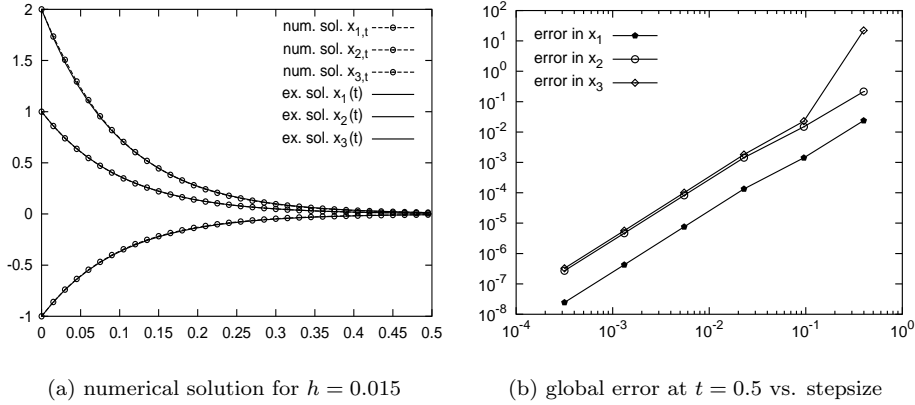 2
1.5
1
0.5
0
-0.5
-1
0 0.05 0.1 0.15 0.2 0.25 0.3 0.35 0.4 0.45 0.5
num. sol. x1,t
num. sol. x2,t
num. sol. x3,t
ex. sol. x1(t)
ex. sol. x2(t)
ex. sol. x3(t)
(a) numerical solution for h = 0.015
10^2
10^1
10^0
10^-1
10^-2
10^-3
10^-4
10^-5
10^-6
10^-7
10^-8
10^-4 10^-3 10^-2 10^-1 10^0
error in x1
error in x2
error in x3
(b) global error at t = 0.5 vs. stepsize